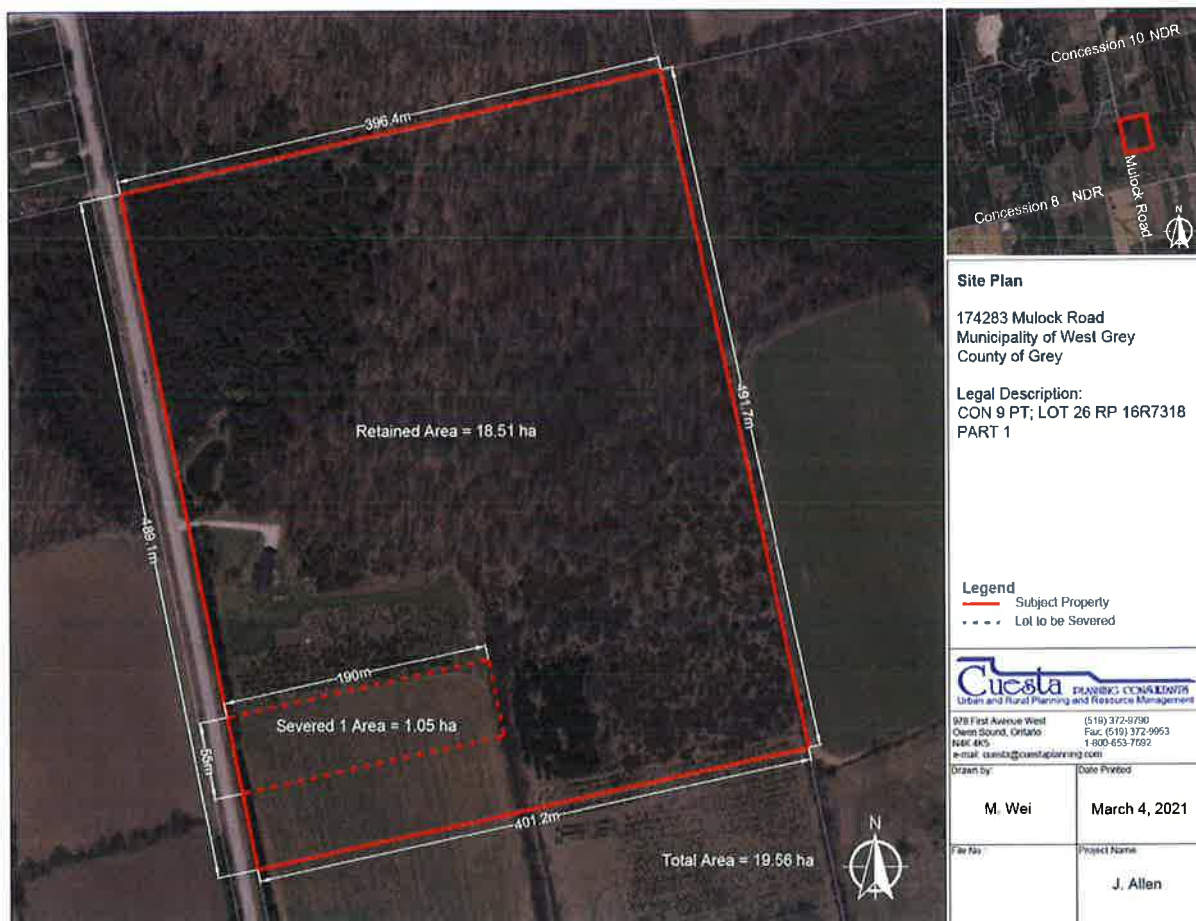 396.4m
491.7m
Retained Area = 18.51 ha
489.1m
190m
Severed 1 Area = 1.05 ha
55m
401.2m
Total Area = 19.56 ha
N
Concession 10 NDR
Mulock Road
Concession 8 NDR
N
Site Plan
174283 Mulock Road
Municipality of West Grey
County of Grey
Legal Description:
CON 9 PT; LOT 26 RP 16R7318
PART 1
Legend
Subject Property
Lot to be Severed
Cuesta PLANNING CONSULTANTS
Urban and Rural Planning and Resource Management
978 First Avenue West
Owen Sound, Ontario
N4K 4K5
e-mail: cuesta@cuestaplanning.com
(519) 372-9790
Fax: (519) 372-9953
1-800-653-7692
Drawn by:
M. Wei
Date Printed
March 4, 2021
File No.:
Project Name
J. Allen